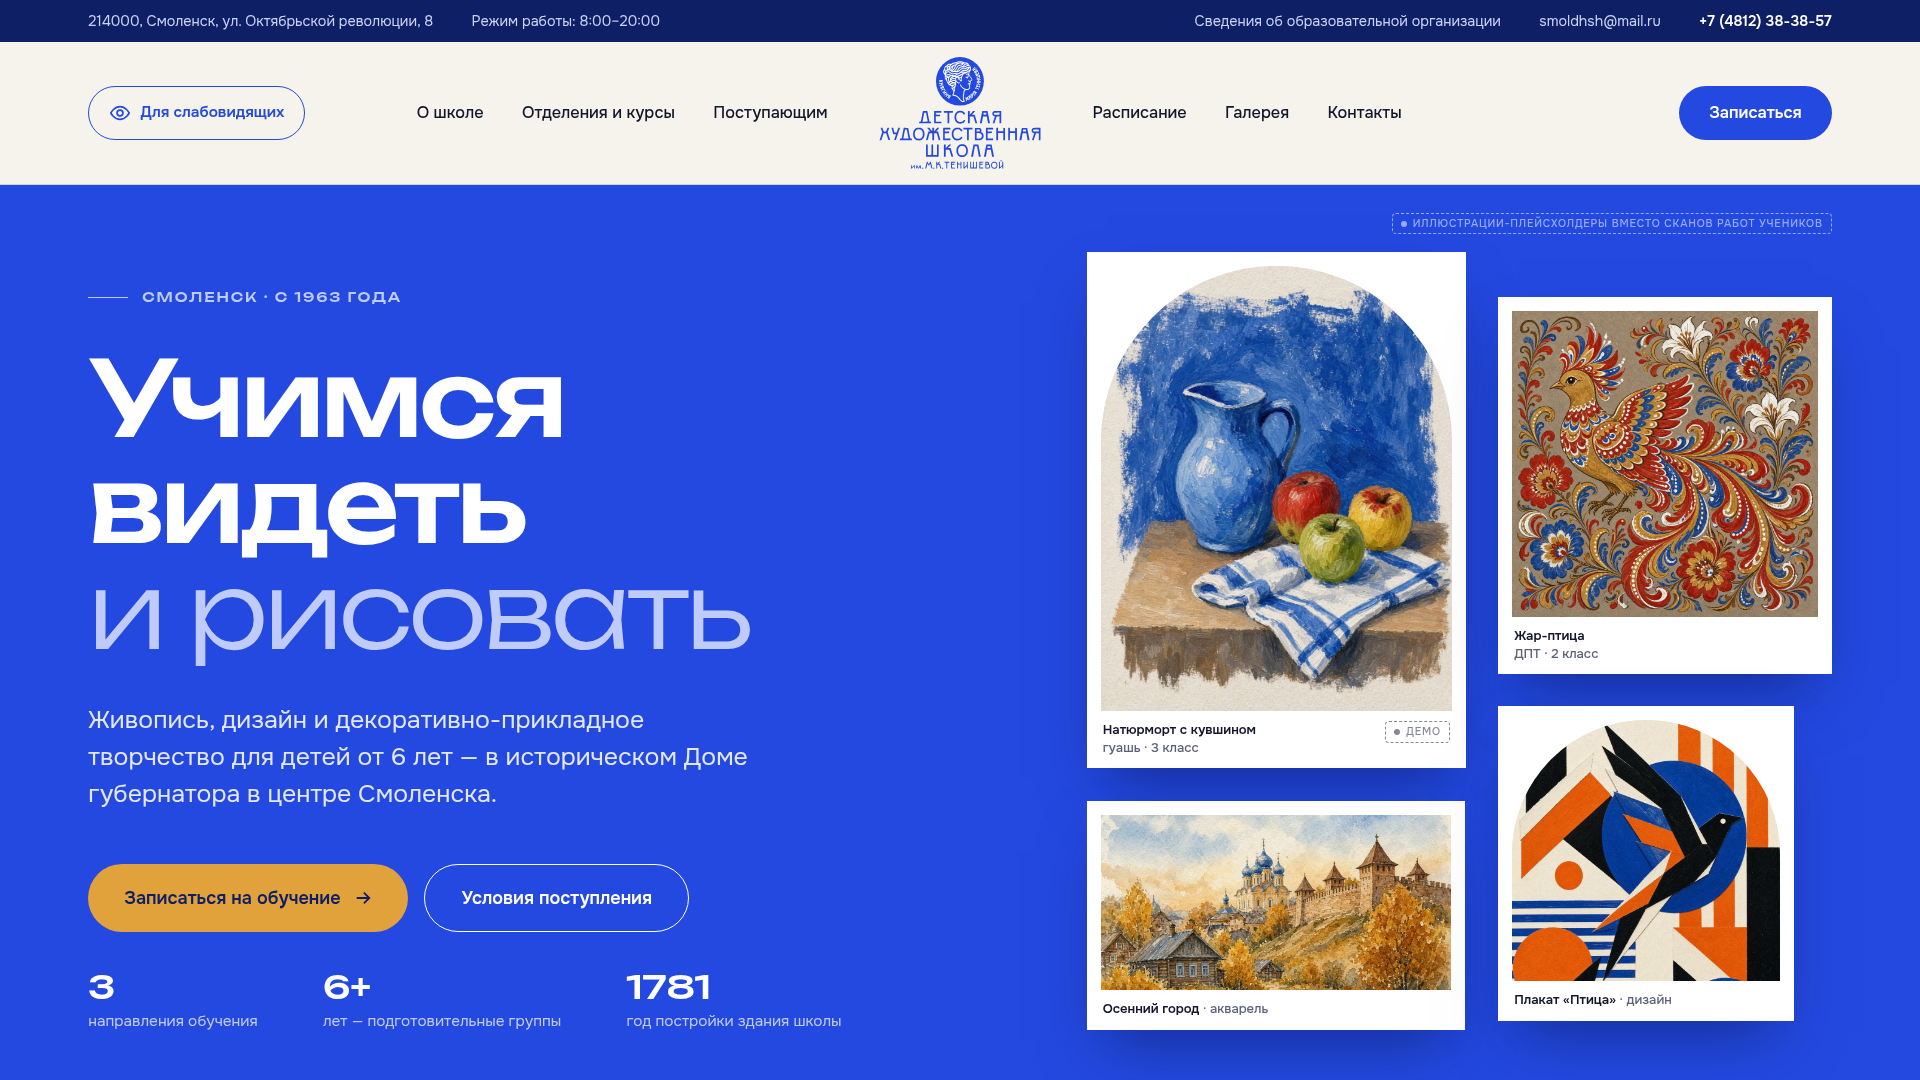 214000, Смоленск, ул. Октябрьской революции, 8
Режим работы: 8:00–20:00
Сведения об образовательной организации
smoldhsh@mail.ru
+7 (4812) 38-38-57
Для слабовидящих
О школе
Отделения и курсы
Поступающим
ДЕТСКАЯ
ХУДОЖЕСТВЕННАЯ
ШКОЛА
им. М.К.ТЕНИШЕВОЙ
Расписание
Галерея
Контакты
Записаться
ИЛЛЮСТРАЦИИ-ПЛЕЙСХОЛДЕРЫ ВМЕСТО СКАНОВ РАБОТ УЧЕНИКОВ
СМОЛЕНСК · С 1963 ГОДА
Учимся
видеть
и рисовать
Живопись, дизайн и декоративно-прикладное
творчество для детей от 6 лет — в историческом Доме
губернатора в центре Смоленска.
Записаться на обучение →
Условия поступления
3
направления обучения
6+
лет — подготовительные группы
1781
год постройки здания школы
Натюрморт с кувшином
гуашь · 3 класс
ДЕМО
Жар-птица
ДПТ · 2 класс
Осенний город · акварель
Плакат «Птица» · дизайн